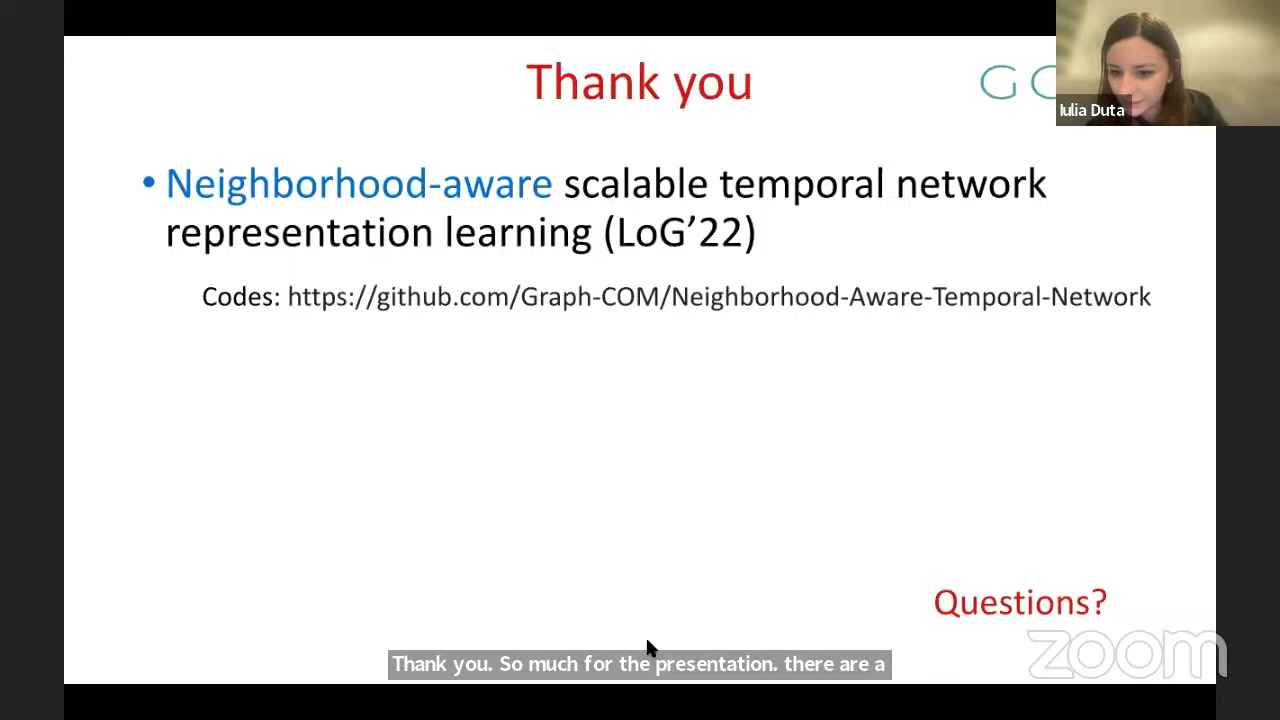 Thank you
GC
Iulia Duta
• Neighborhood-aware scalable temporal network
representation learning (LoG’22)
Codes: https://github.com/Graph-COM/Neighborhood-Aware-Temporal-Network
Questions?
zoom
Thank you. So much for the presentation. there are a